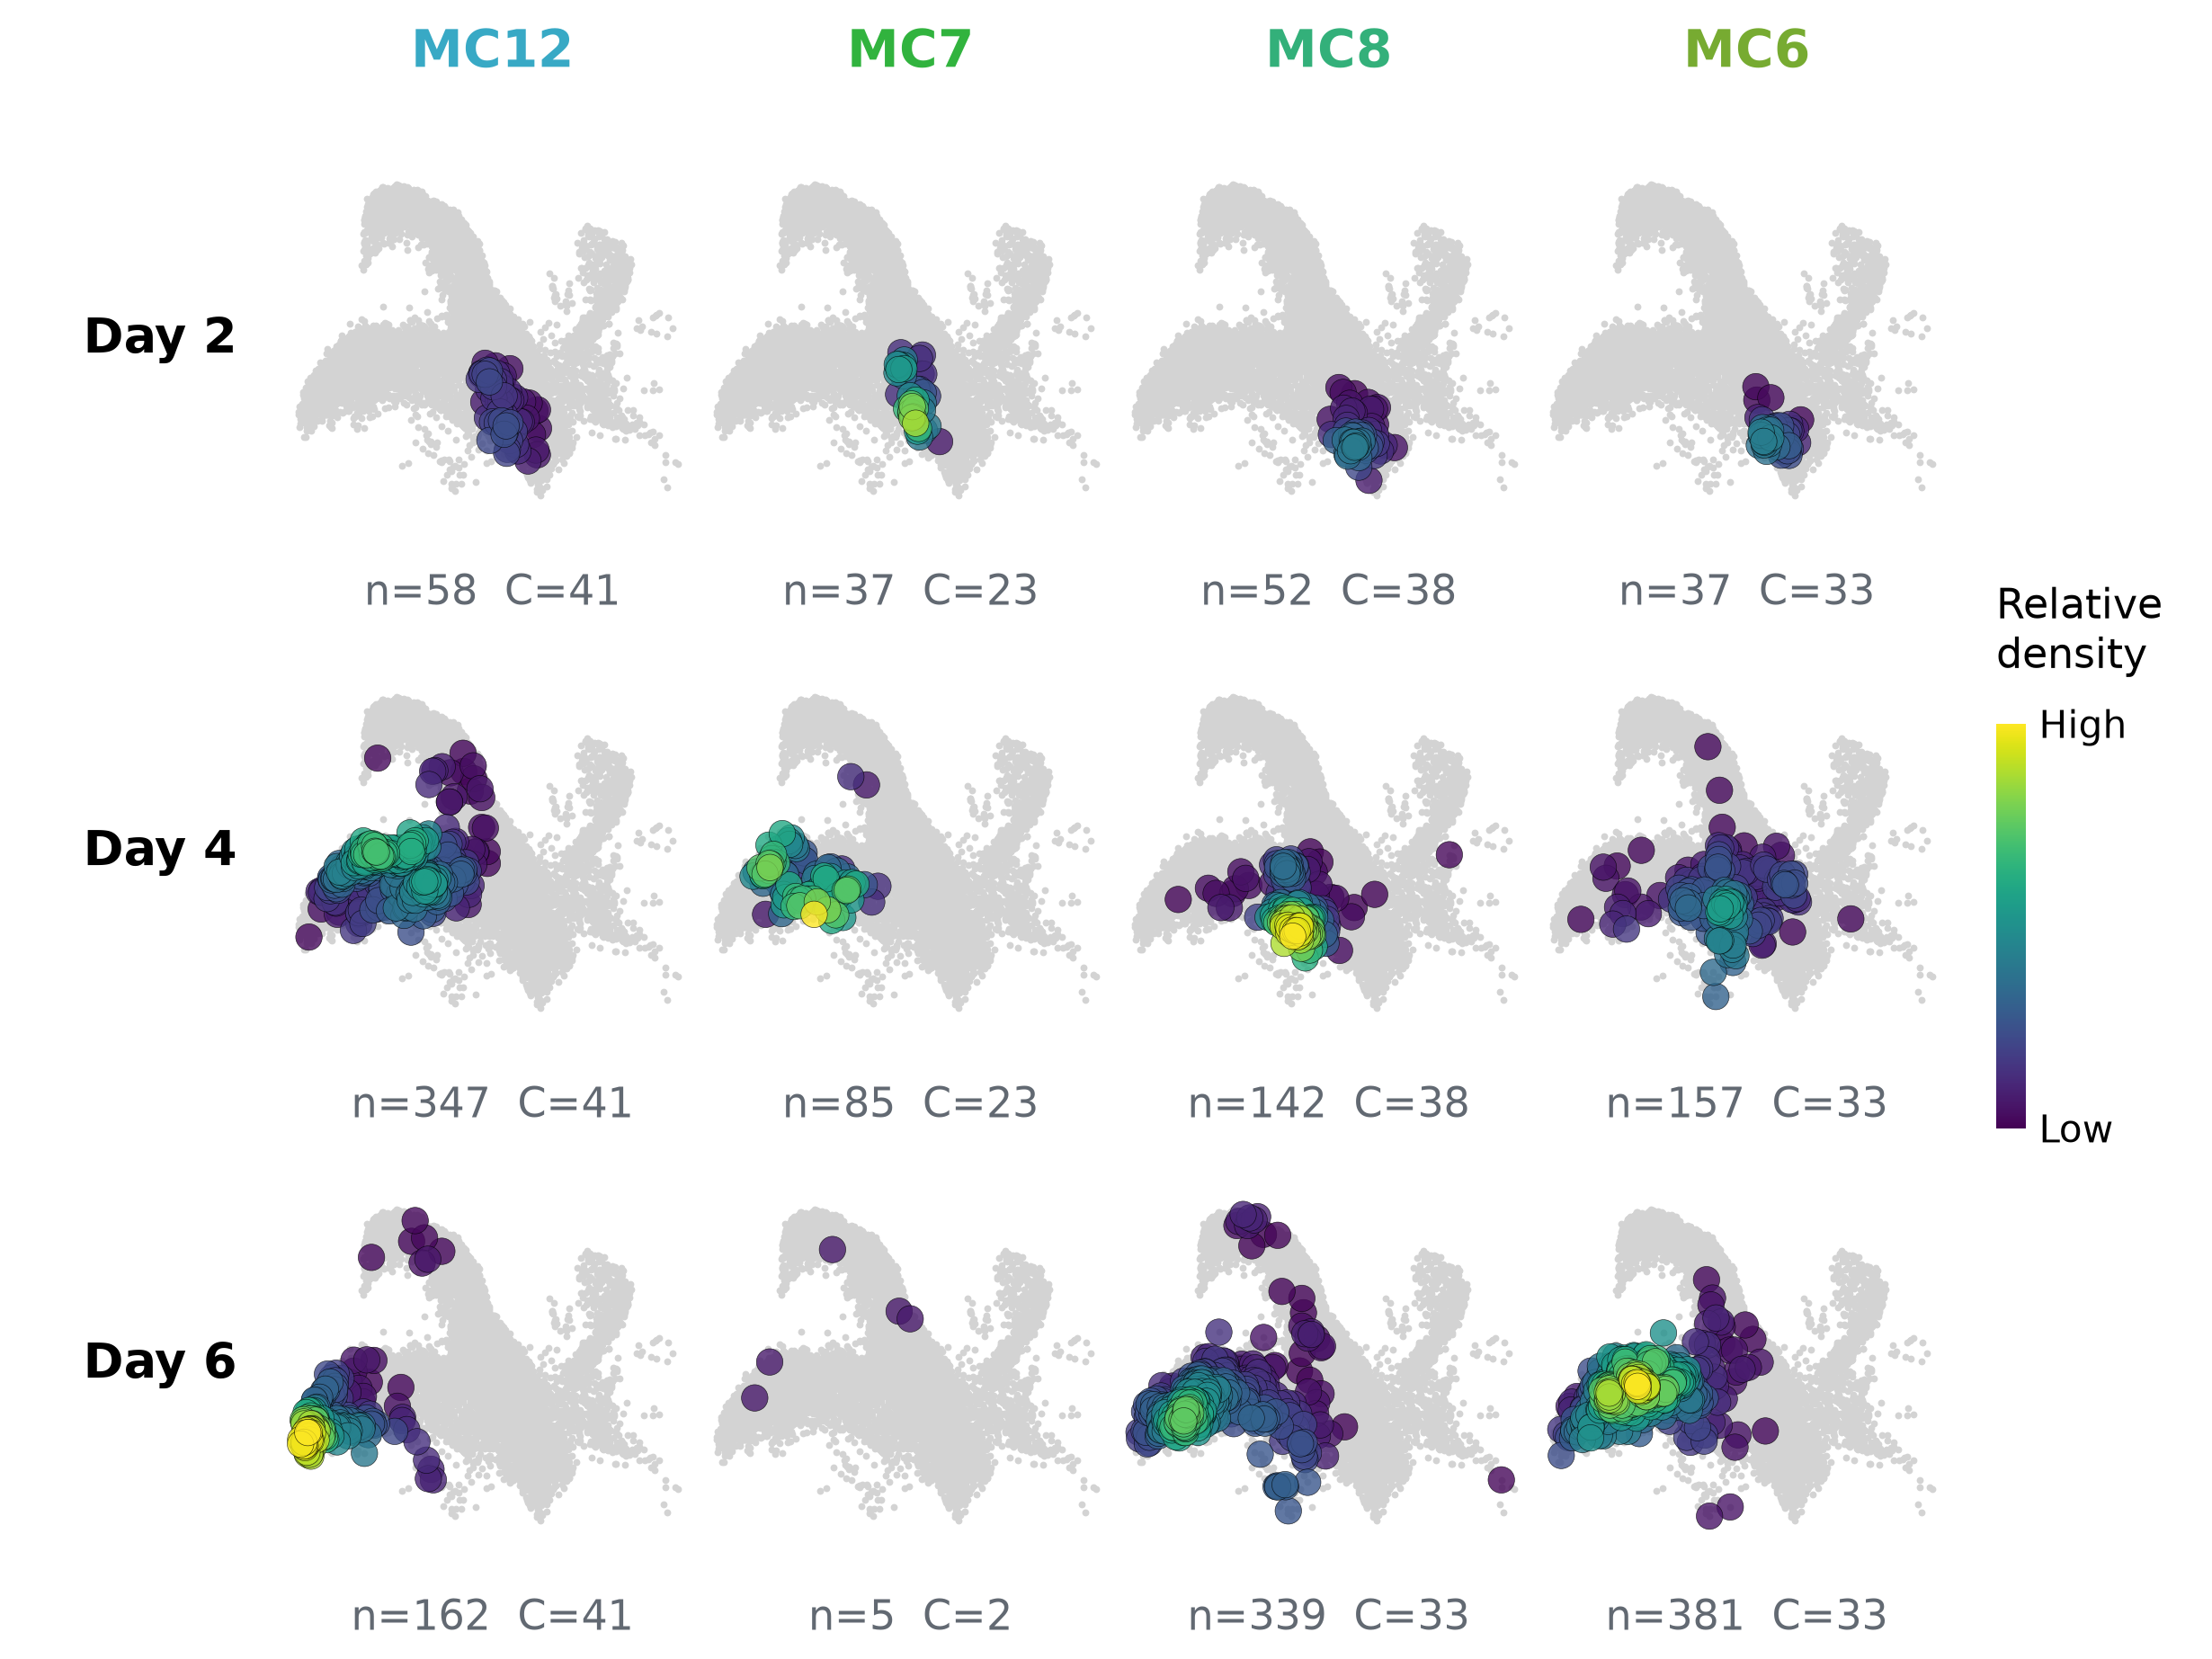 MC12 MC7 MC8 MC6
Day 2
n=58 C=41 n=37 C=23 n=52 C=38 n=37 C=33
Relative
density
High
Day 4
n=347 C=41 n=85 C=23 n=142 C=38 n=157 C=33
Low
Day 6
n=162 C=41 n=5 C=2 n=339 C=33 n=381 C=33